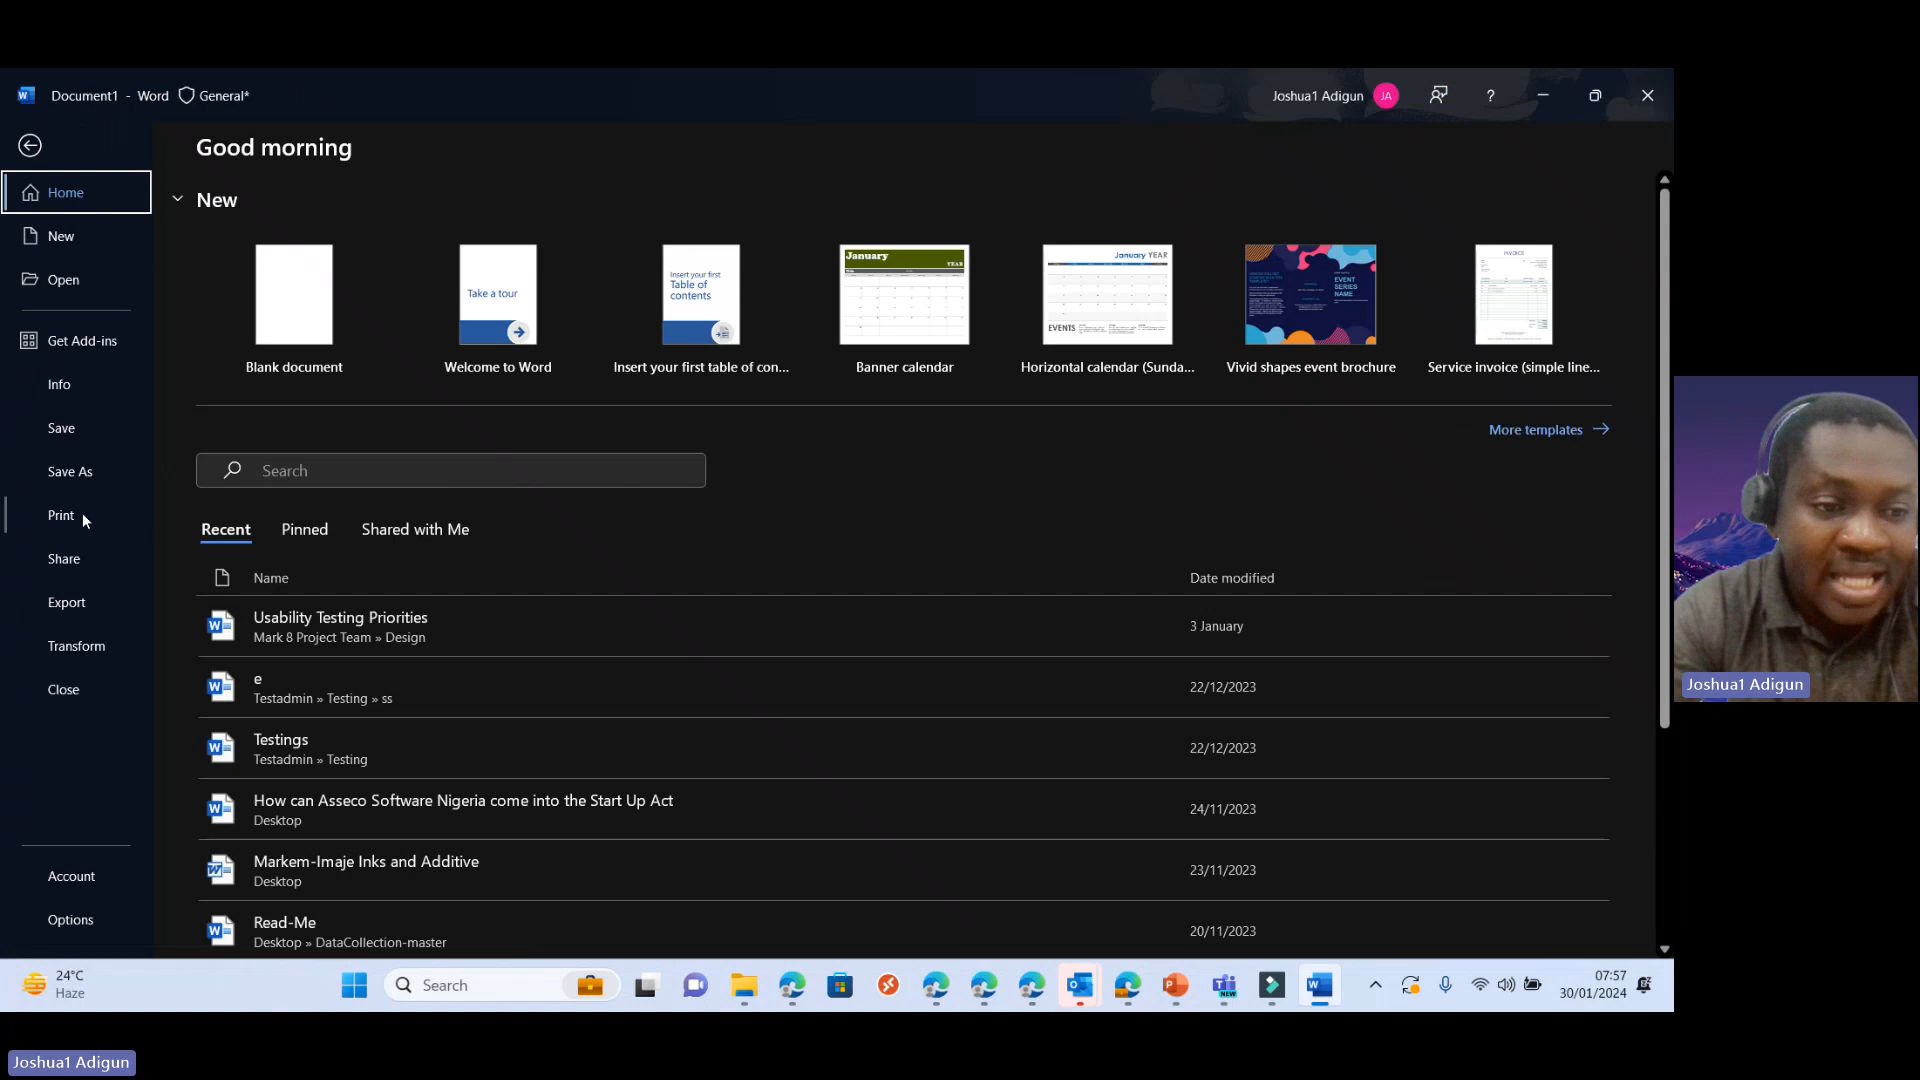 Document1 - Word General*
Joshua1 Adigun JA ?
Good morning
Home
New
Open
Get Add-ins
Info
Save
Save As
Print
Share
Export
Transform
Close
Account
Options
New
Take a tour
Insert your first
Table of
contents
January
YEAR
January YEAR
EVENTS
EVENT
SERIES
NAME
INVOICE
Blank document
Welcome to Word
Insert your first table of con...
Banner calendar
Horizontal calendar (Sunda...
Vivid shapes event brochure
Service invoice (simple line...
More templates
Search
Recent Pinned Shared with Me
Name Date modified
Usability Testing Priorities
Mark 8 Project Team » Design
3 January
e
Testadmin » Testing » ss
22/12/2023
Testings
Testadmin » Testing
22/12/2023
How can Asseco Software Nigeria come into the Start Up Act
Desktop
24/11/2023
Markem-Imaje Inks and Additive
Desktop
23/11/2023
Read-Me
Desktop » DataCollection-master
20/11/2023
Joshua1 Adigun
24°C
Haze
Search
NEW
07:57
30/01/2024
Joshua1 Adigun